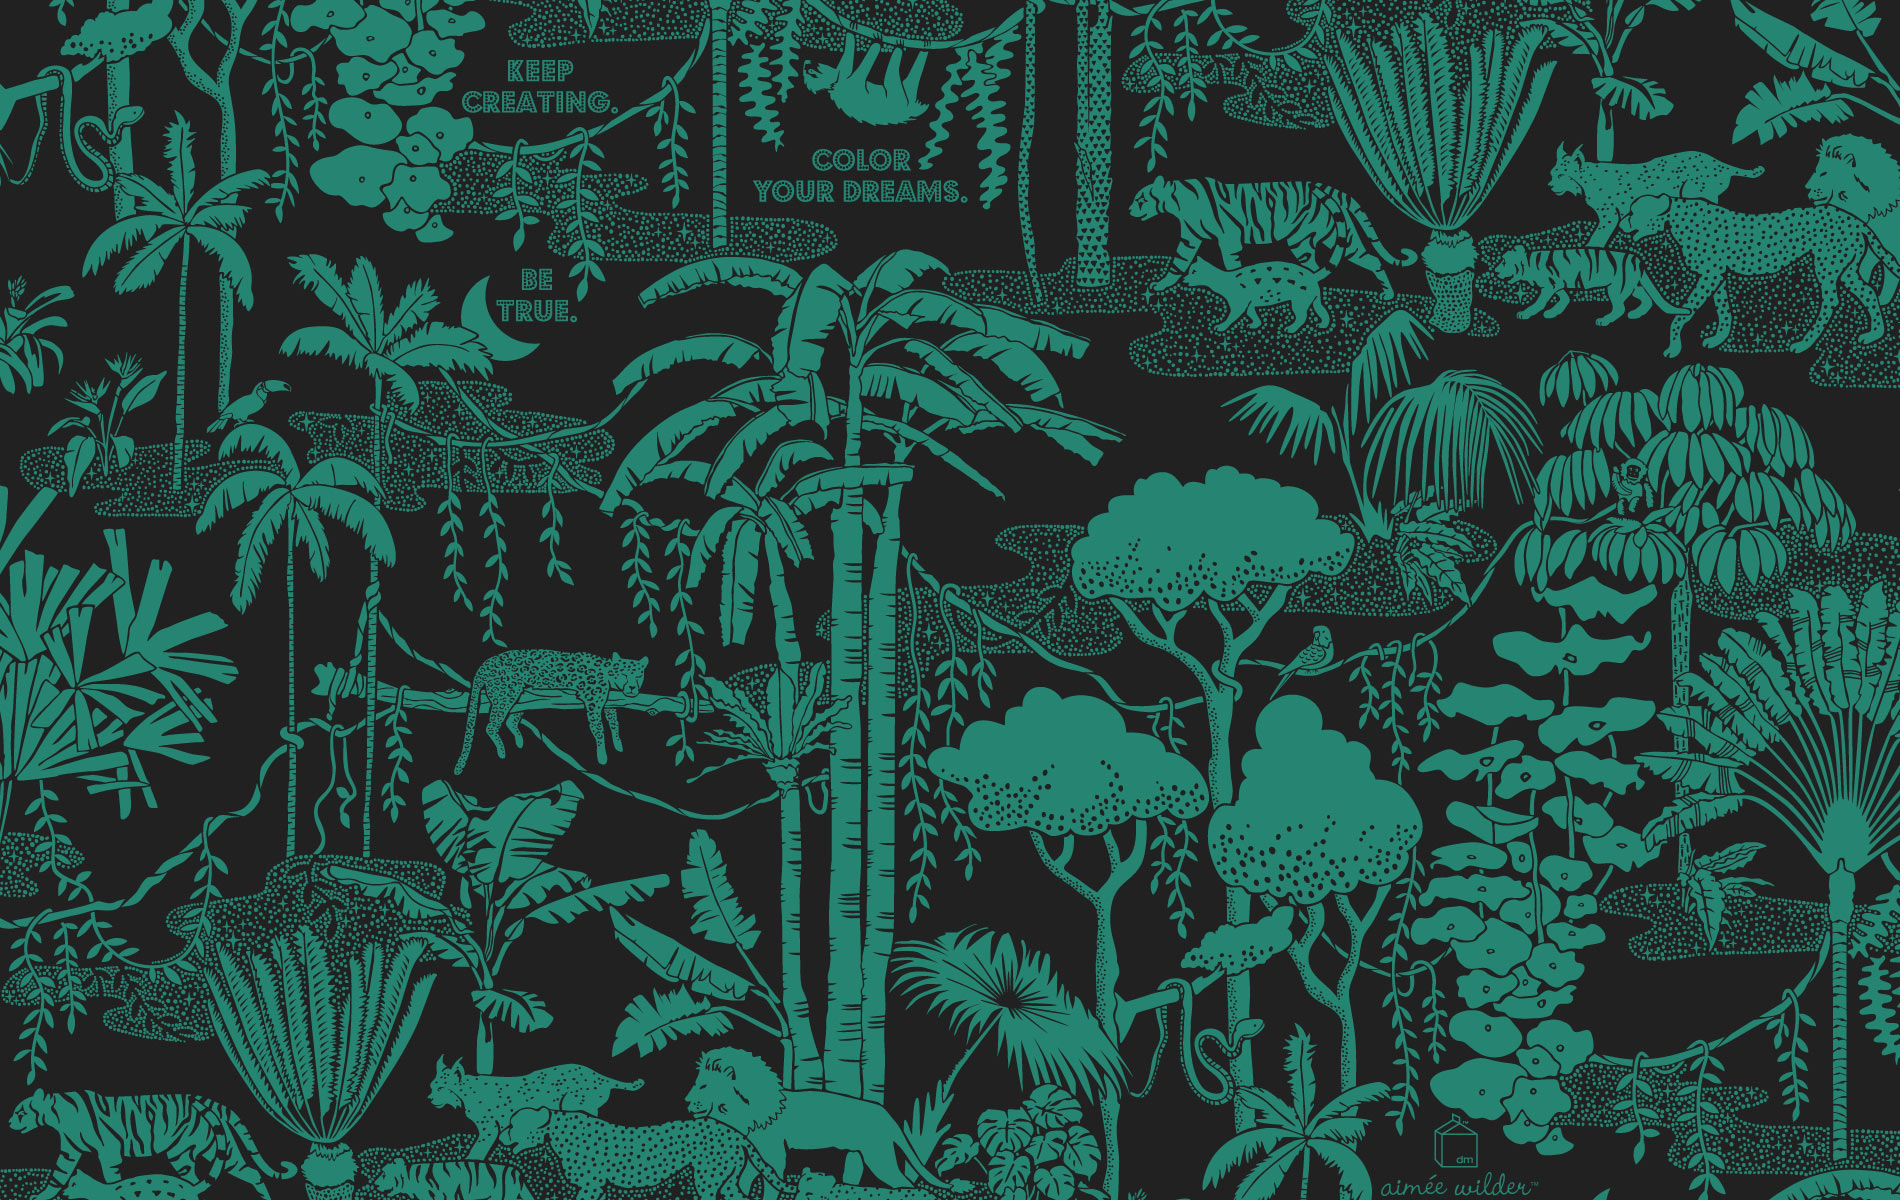 KEEP
CREATING.
COLOR
YOUR DREAMS.
BE
TRUE.
dm
aimée wilder™